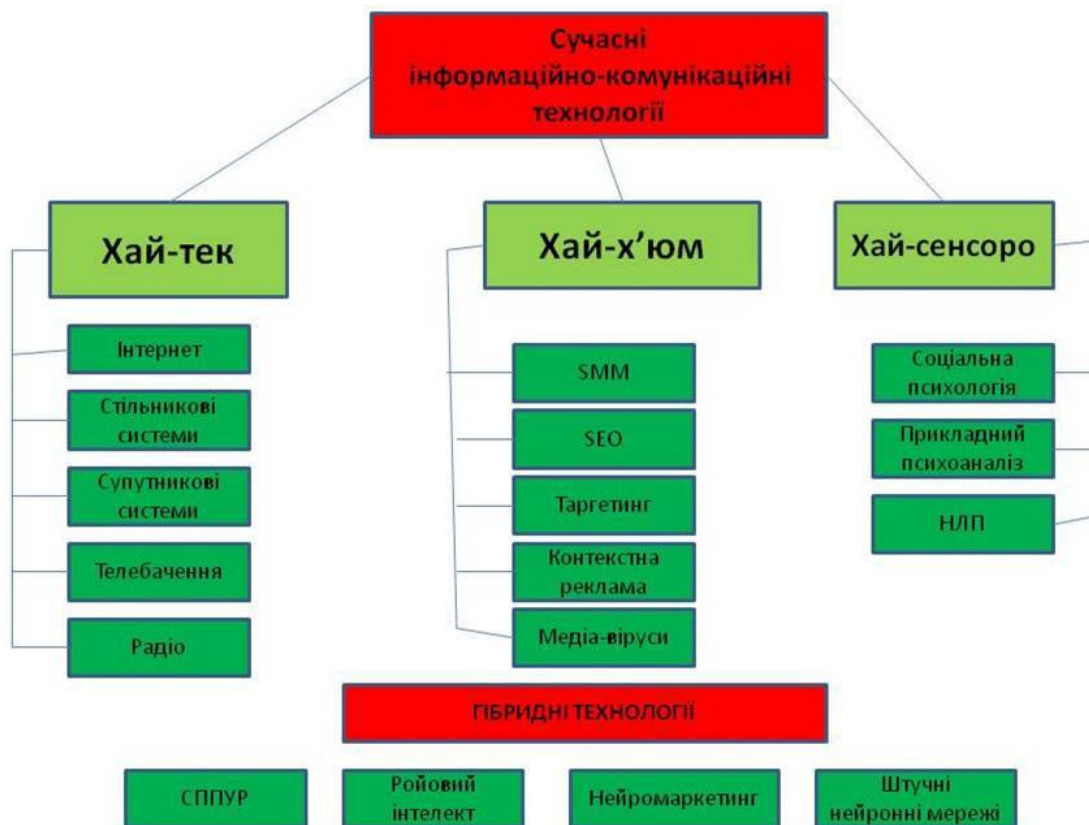 Сучасні
інформаційно-комунікаційні
технології
Хай-тек
Хай-х’юм
Хай-сенсоро
Інтернет
Стільникові
системи
Супутникові
системи
Телебачення
Радіо
SMM
SEO
Таргетинг
Контекстна
реклама
Медіа-віруси
Соціальна
психологія
Прикладний
психоаналіз
НЛП
ГІБРИДНІ ТЕХНОЛОГІЇ
СППУР
Ройовий
інтелект
Нейромаркетинг
Штучні
нейронні мережі